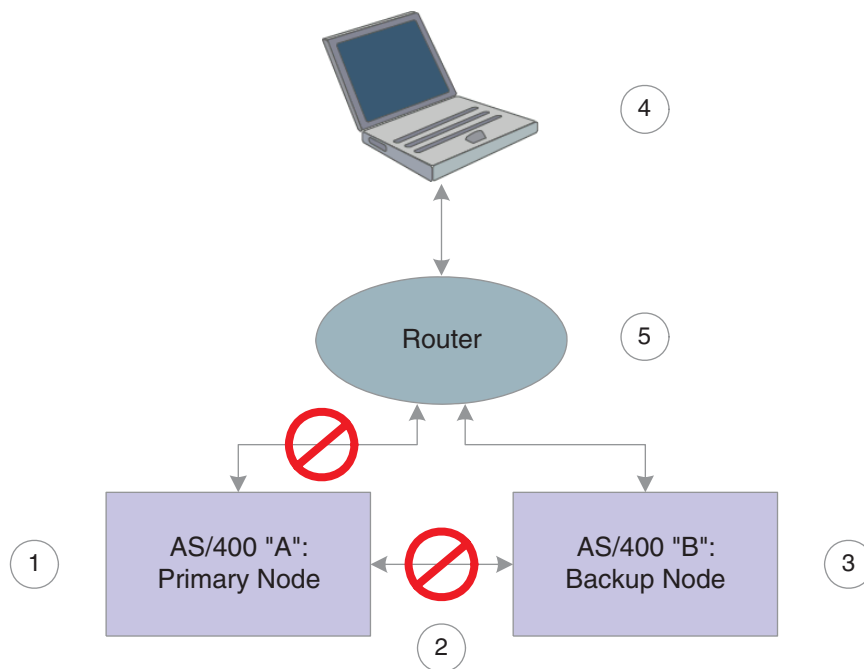 4
Router
5
AS/400 "A":
Primary Node
AS/400 "B":
Backup Node
1
3
2